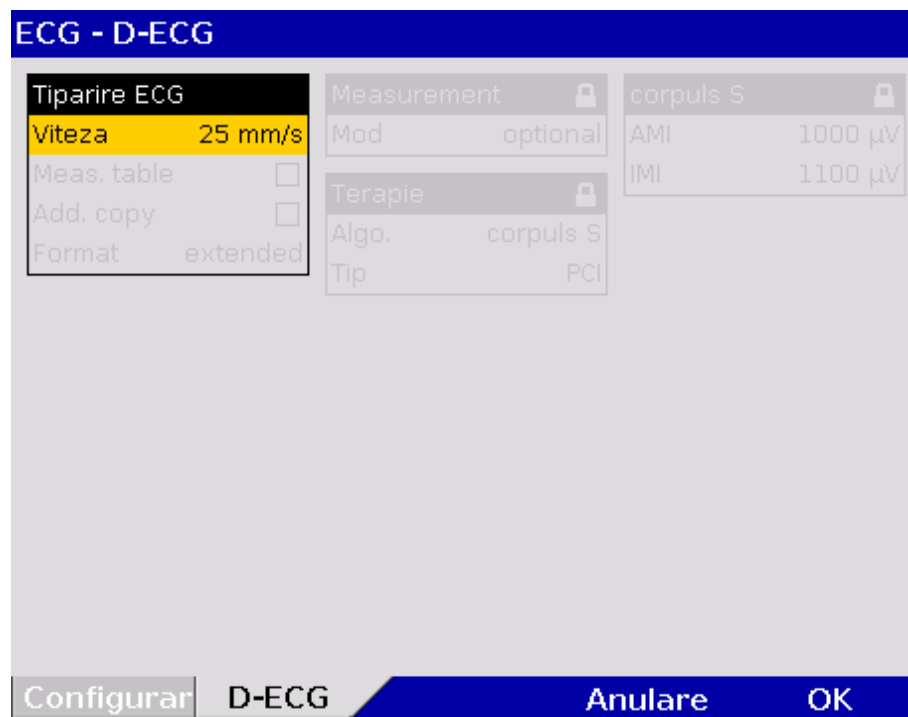 ECG - D-ECG
Tiparire ECG
Viteza 25 mm/s
Meas. table
Add. copy
Format extended
Measurement
Mod optional
Terapie
Algo. corpuls S
Tip PCI
corpuls S
AMI 1000 µV
IMI 1100 µV
Configurar D-ECG Anulare OK